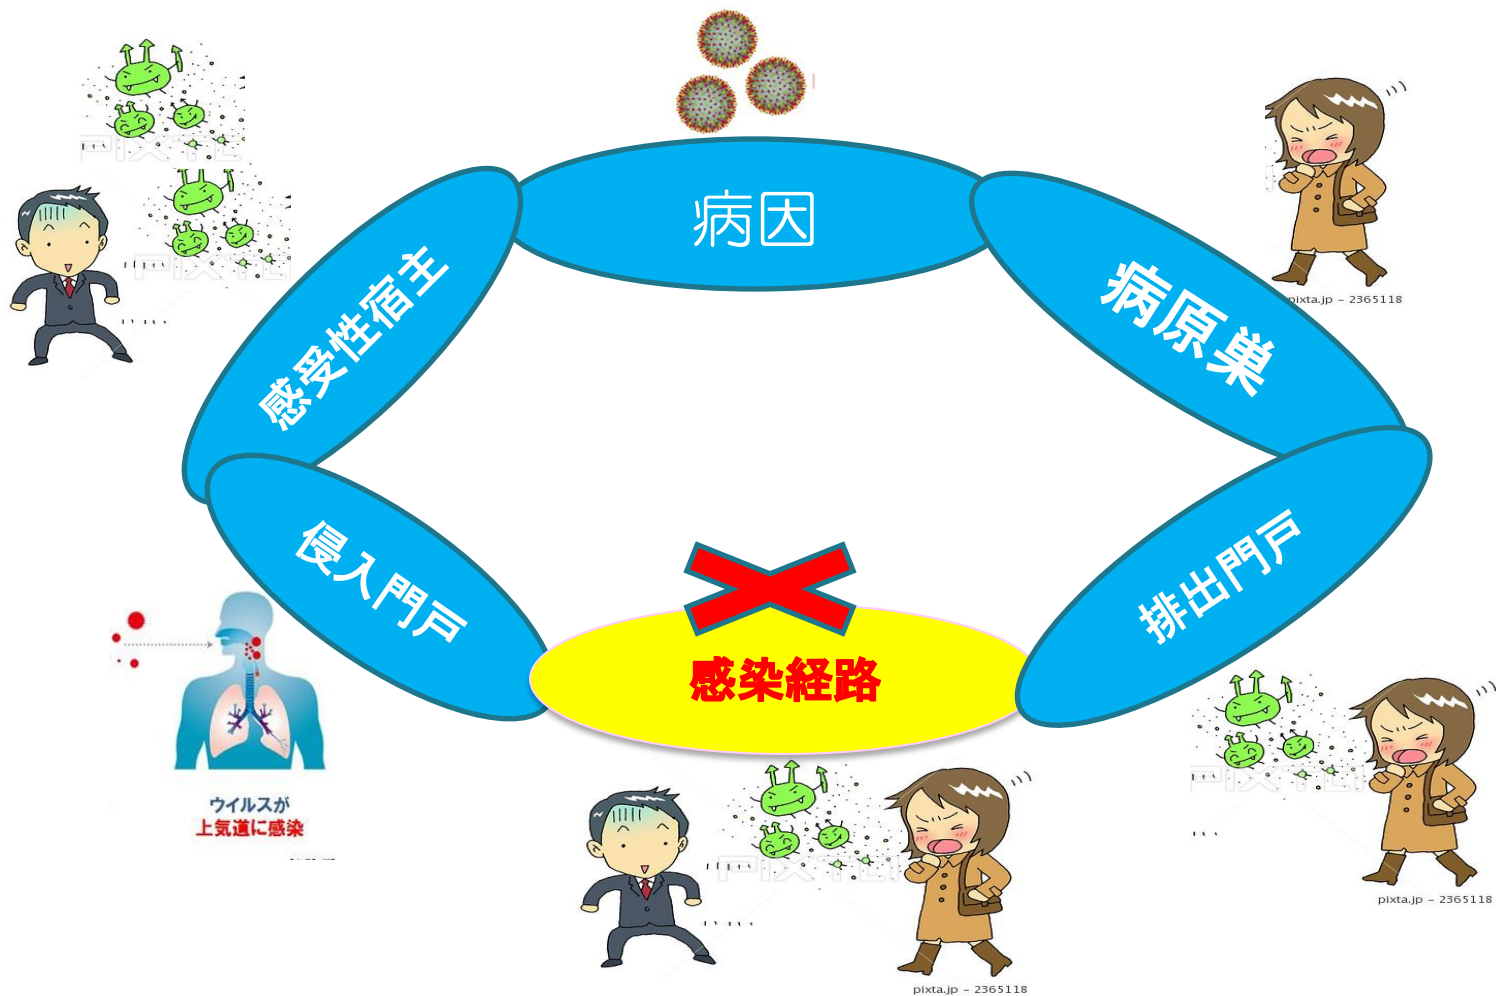 病因
病原巣
pixta.jp - 2365118
感受性宿主
侵入門戸
排出門戸
感染経路
ウイルスが
上気道に感染
pixta.jp - 2365118
pixta.jp - 2365118